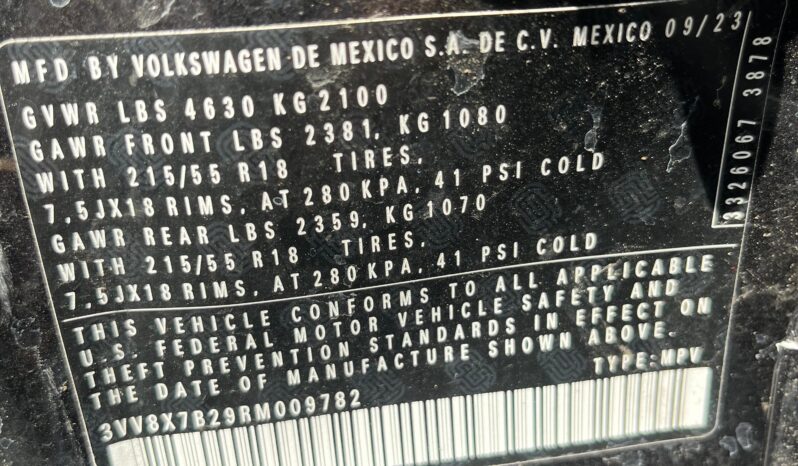 MFD. BY VOLKSWAGEN DE MEXICO S.A. DE C.V. MEXICO 09/23
GVWR LBS 4630 KG 2100
GAWR FRONT LBS 2381, KG 1080
WITH 215/55 R18 TIRES,
7,5JX18 RIMS, AT 280 KPA, 41 PSI COLD
GAWR REAR LBS 2359, KG 1070
WITH 215/55 R18 TIRES,
7,5JX18 RIMS, AT 280 KPA, 41 PSI COLD
THIS VEHICLE CONFORMS TO ALL APPLICABLE
U.S. FEDERAL MOTOR VEHICLE SAFETY AND
THEFT PREVENTION STANDARDS IN EFFECT ON
THE DATE OF MANUFACTURE SHOWN ABOVE.
TYPE:MPV
3VV8X7B29RM009782
3326067 3878